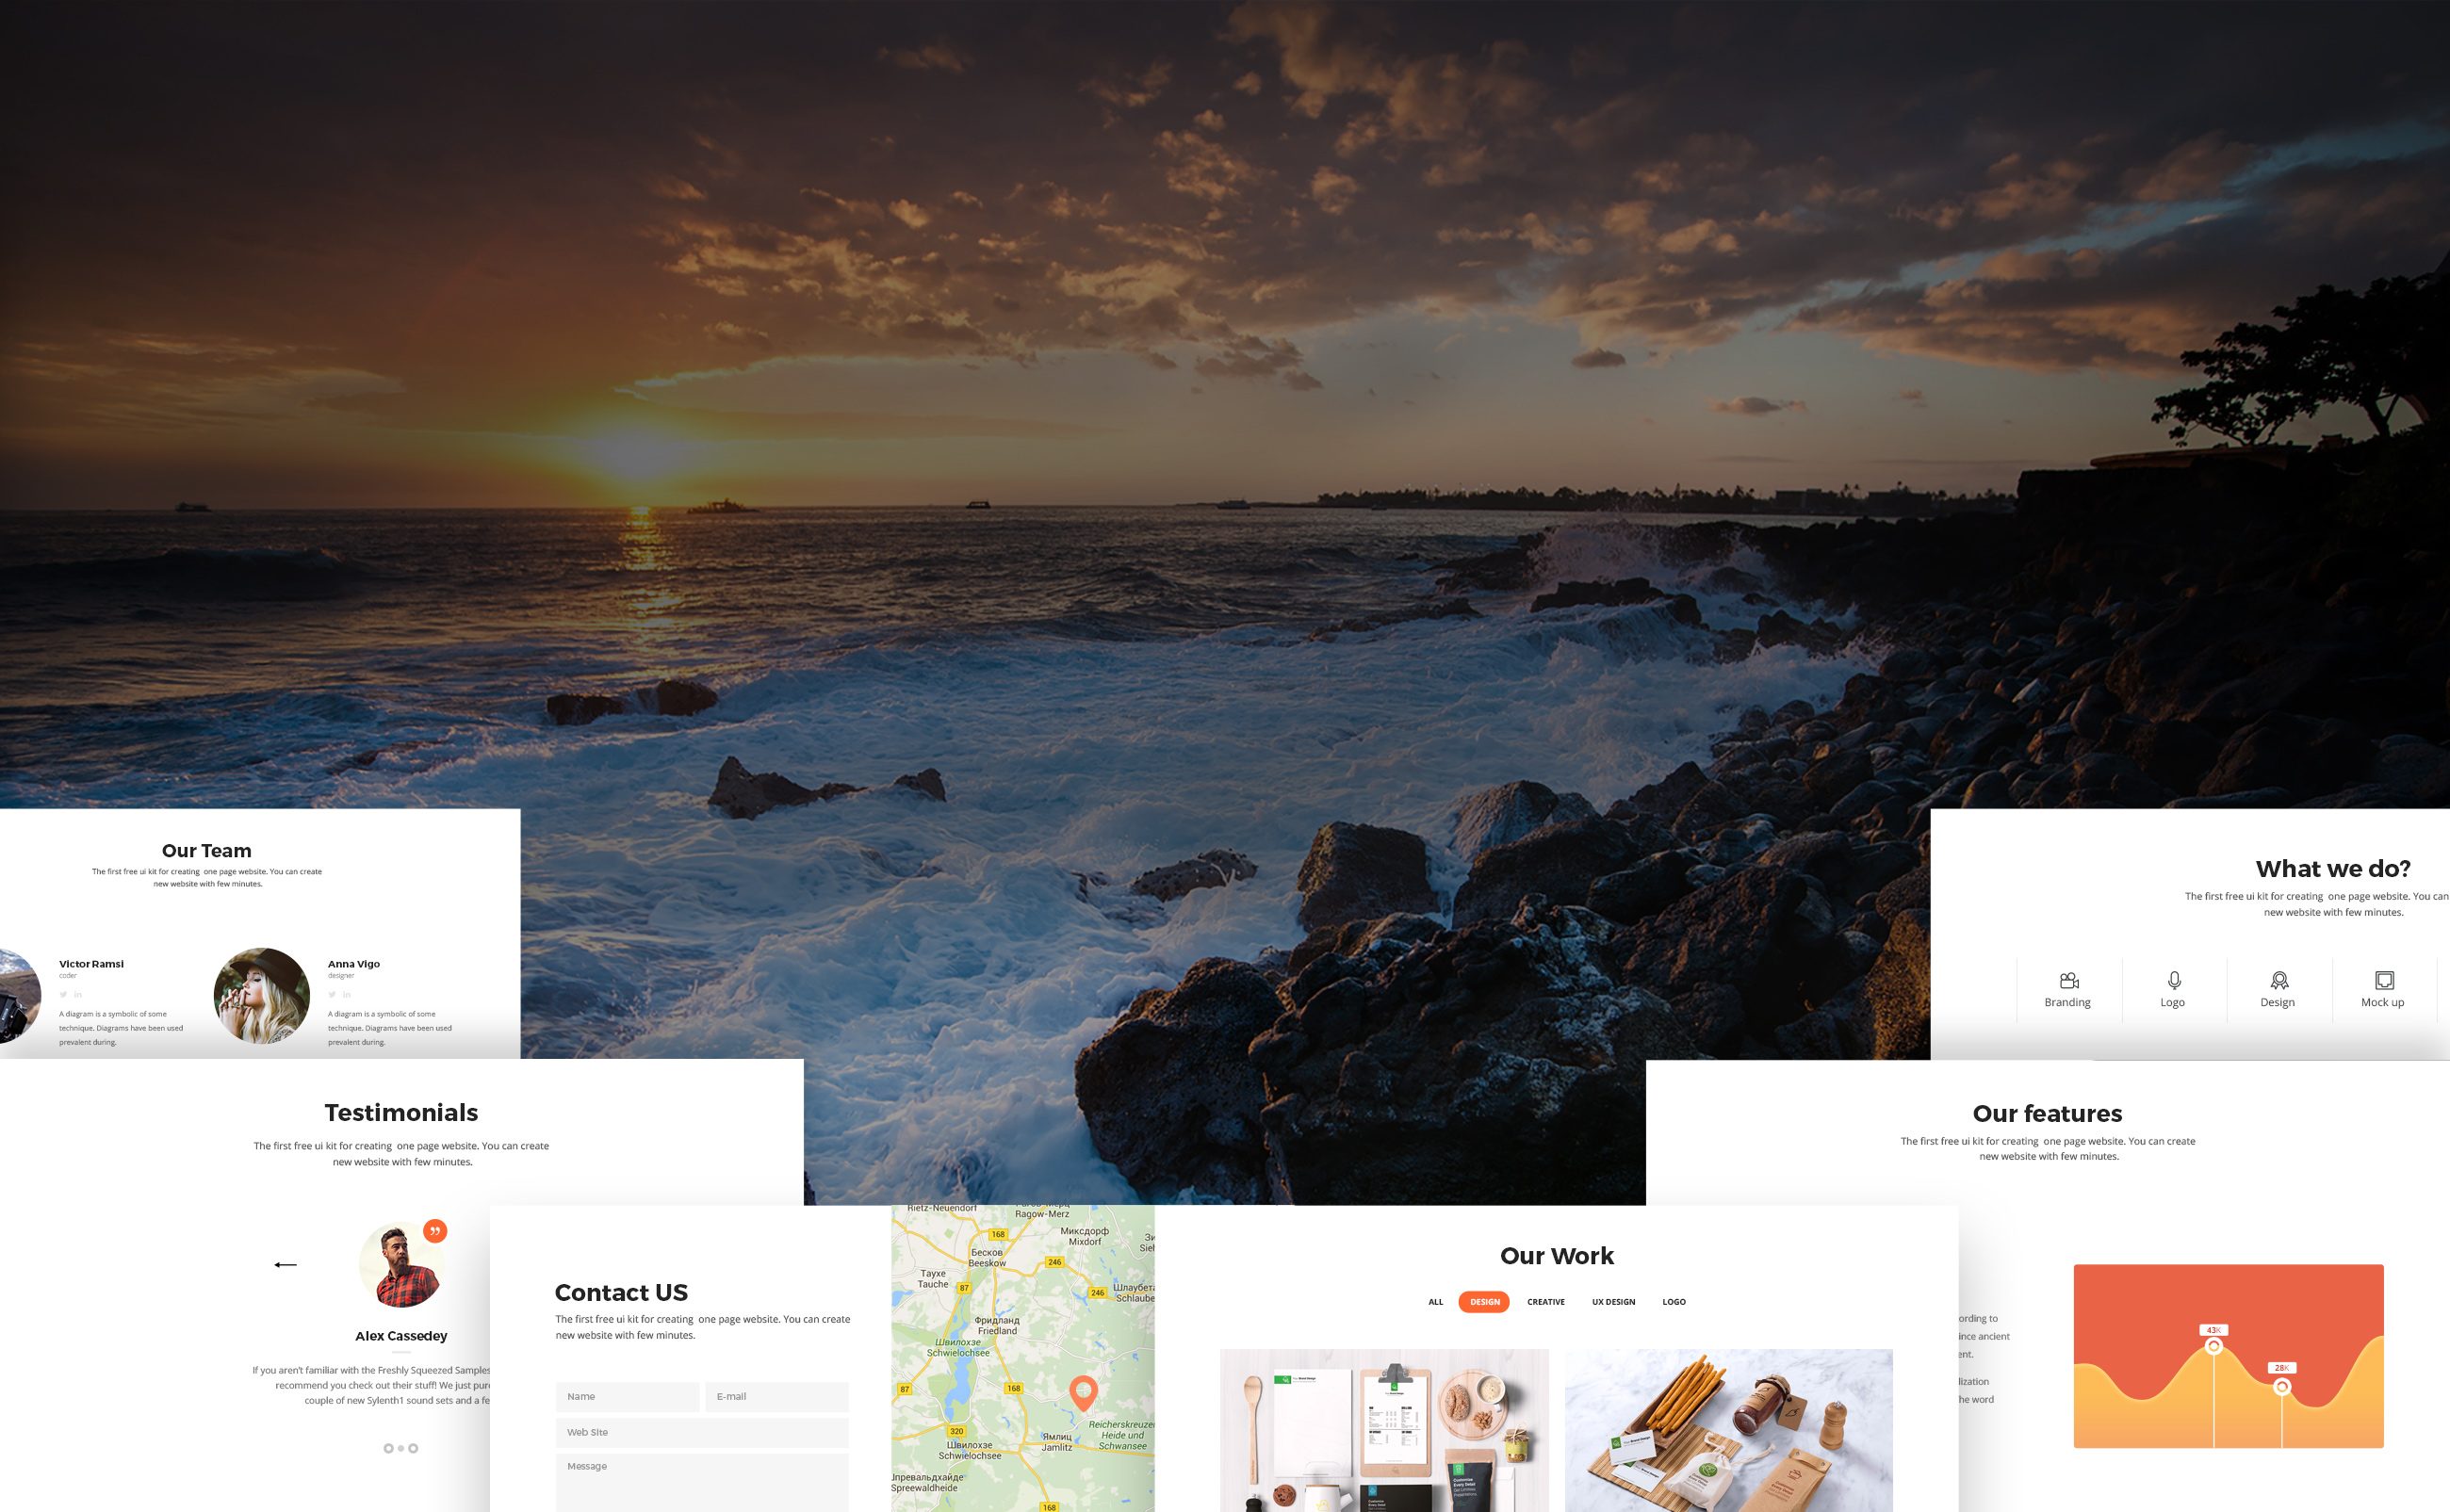 Our Team
The first free ui kit for creating one page website. You can create
new website with few minutes.
Victor Ramsi
coder
in
A diagram is a symbolic of some
technique. Diagrams have been used
prevalent during.
Anna Vigo
designer
in
A diagram is a symbolic of some
technique. Diagrams have been used
prevalent during.
What we do?
The first free ui kit for creating one page website. You can
new website with few minutes.
Branding
Logo
Design
Mock up
Testimonials
The first free ui kit for creating one page website. You can create
new website with few minutes.
Alex Cassedey
If you aren't familiar with the Freshly Squeezed Samples
recommend you check out their stuff! We just pur
couple of new Sylenth1 sound sets and a fe
Our features
The first free ui kit for creating one page website. You can create
new website with few minutes.
ording to
ince ancient
ent.
lization
he word
43K
28K
Contact US
The first free ui kit for creating one page website. You can create
new website with few minutes.
Name
E-mail
Web Site
Message
Rietz-Neuendorf
Ragow-Merz
168
Миксдорф
Mixdorf
Бесков
Beeskow
246
Таухе
Tauche
87
246
Шлаубета
Schlaube
Фридланд
Friedland
Швилохзе
Schwielochsee
87
168
Reicherskreuzer
Heide und
Schwansee
320
Ямлиц
Jamlitz
Швилохзе
Schwielochsee
Spreewaldheide
168
Our Work
ALL
DESIGN
CREATIVE
UX DESIGN
LOGO
Customize
Every Detail